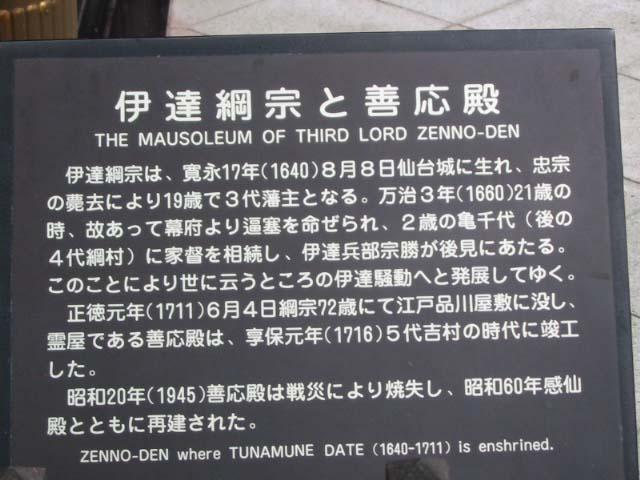 伊達綱宗と善応殿
THE MAUSOLEUM OF THIRD LORD ZENNO-DEN
伊達綱宗は、寛永17年(1640)8月8日仙台城に生れ、忠宗
の薨去により19歳で3代藩主となる。万治3年(1660)21歳の
時、故あって幕府より逼塞を命ぜられ、2歳の亀千代(後の
4代綱村)に家督を相続し、伊達兵部宗勝が後見にあたる。
このことにより世に云うところの伊達騒動へと発展してゆく。
正徳元年(1711)6月4日綱宗72歳にて江戸品川屋敷に没し、
霊屋である善応殿は、享保元年(1716)5代吉村の時代に竣工
した。
昭和20年(1945)善応殿は戦災により焼失し、昭和60年感仙
殿とともに再建された。
ZENNO-DEN where TUNAMUNE DATE (1640-1711) is enshrined.